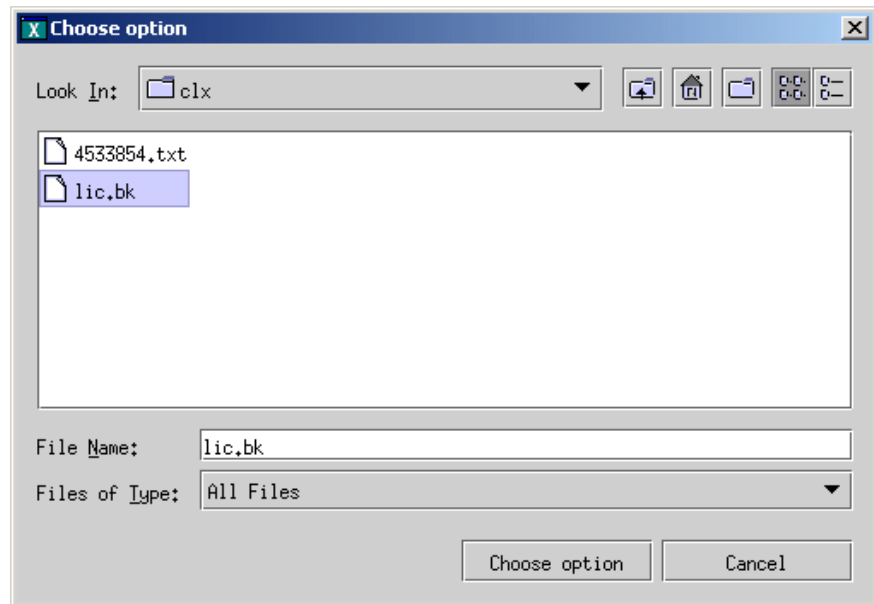 X Choose option
Look In: clx
4533854.txt
lic.bk
File Name: lic.bk
Files of Type: All Files
Choose option Cancel